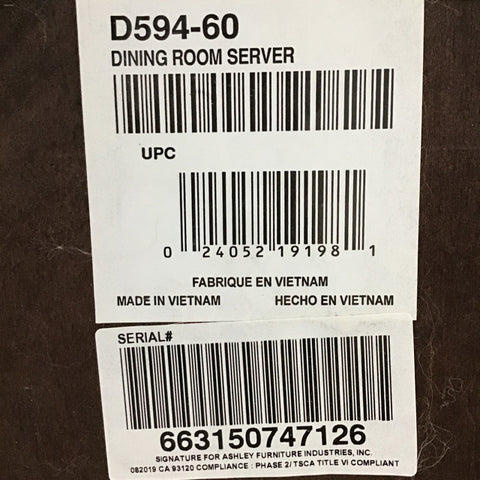 D594-60
DINING ROOM SERVER
UPC
0 24052 19198 1
FABRIQUE EN VIETNAM
MADE IN VIETNAM HECHO EN VIETNAM
SERIAL#
663150747126
SIGNATURE FOR ASHLEY FURNITURE INDUSTRIES, INC.
082019 CA 93120 COMPLIANCE : PHASE 2/ TSCA TITLE VI COMPLIANT